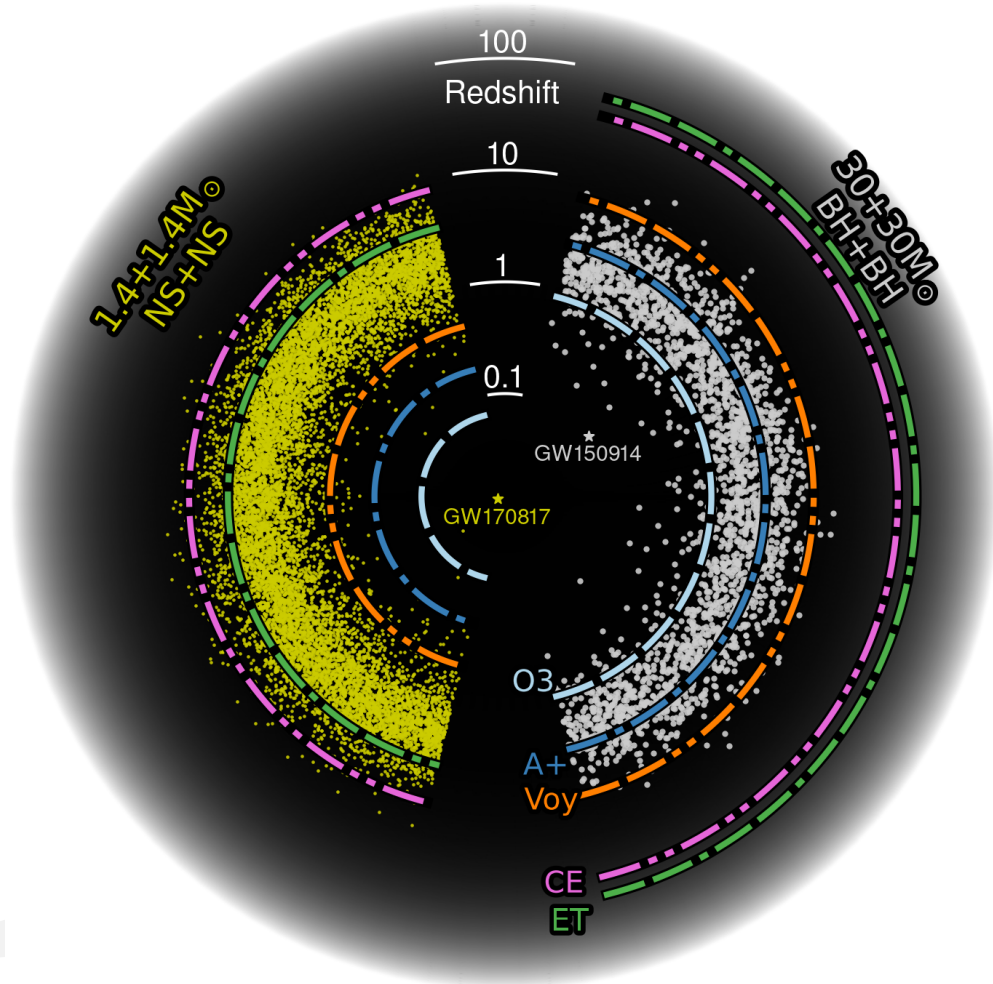 100
Redshift
10
1
0.1
1.4+1.4M☉
NS+NS
30+30M☉
BH+BH
GW150914
GW170817
O3
A+
Voy
CE
ET